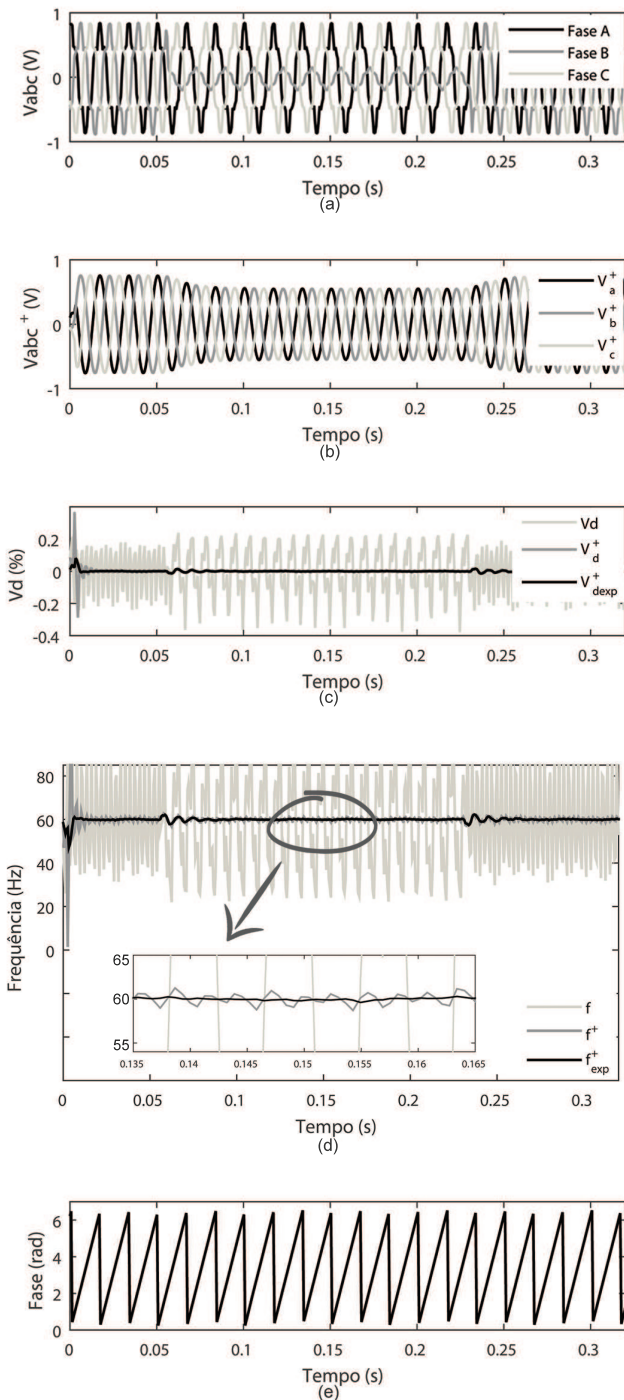 1
0
-1
Vabc (V)
Fase A
Fase B
Fase C
0 0.05 0.1 0.15 0.2 0.25 0.3
Tempo (s)
(a)
1
0
-1
Vabc + (V)
V+a
V+b
V+c
0 0.05 0.1 0.15 0.2 0.25 0.3
Tempo (s)
(b)
0.2
0
-0.2
-0.4
Vd (%)
Vd
V+d
V+dexp
0 0.05 0.1 0.15 0.2 0.25 0.3
Tempo (s)
(c)
80
60
40
20
0
Frequência (Hz)
65
60
55
0.135 0.14 0.145 0.15 0.155 0.16 0.165
f
f+
f+exp
0 0.05 0.1 0.15 0.2 0.25 0.3
Tempo (s)
(d)
6
4
2
0
Fase (rad)
0 0.05 0.1 0.15 0.2 0.25 0.3
Tempo (s)
(e)